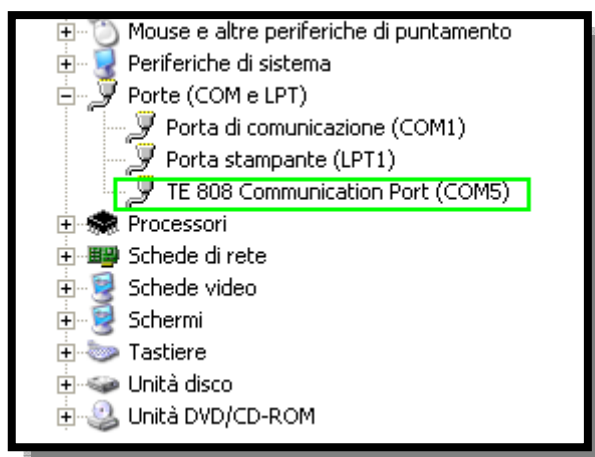 Mouse e altre periferiche di puntamento
Periferiche di sistema
Porte (COM e LPT)
Porta di comunicazione (COM1)
Porta stampante (LPT1)
TE 808 Communication Port (COM5)
Processori
Schede di rete
Schede video
Schermi
Tastiere
Unità disco
Unità DVD/CD-ROM